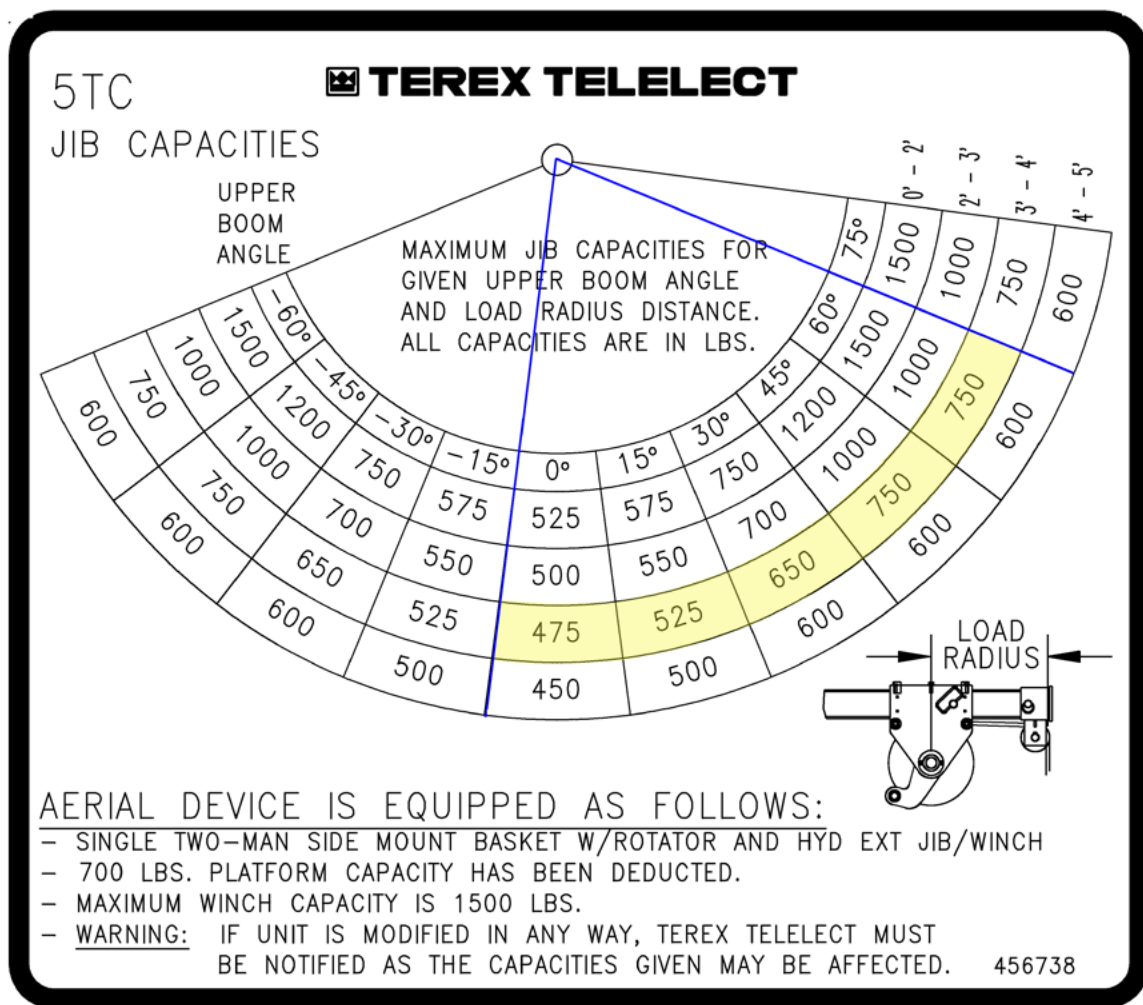 5TC
TEREX TELELECT
JIB CAPACITIES
UPPER
BOOM
ANGLE
MAXIMUM JIB CAPACITIES FOR
GIVEN UPPER BOOM ANGLE
AND LOAD RADIUS DISTANCE.
ALL CAPACITIES ARE IN LBS.
0' - 2'
2' - 3'
3' - 4'
4' - 5'
-60° -45° -30° -15° 0° 15° 30° 45° 60° 75°
1500 1200 750 575 525 575 750 1200 1500 1500
1000 1000 700 550 500 550 700 1000 1000 1000
750 750 650 525 475 525 650 750 750 750
600 600 600 500 450 500 600 600 600 600
LOAD
RADIUS
AERIAL DEVICE IS EQUIPPED AS FOLLOWS:
- SINGLE TWO-MAN SIDE MOUNT BASKET W/ROTATOR AND HYD EXT JIB/WINCH
- 700 LBS. PLATFORM CAPACITY HAS BEEN DEDUCTED.
- MAXIMUM WINCH CAPACITY IS 1500 LBS.
- WARNING: IF UNIT IS MODIFIED IN ANY WAY, TEREX TELELECT MUST
BE NOTIFIED AS THE CAPACITIES GIVEN MAY BE AFFECTED. 456738